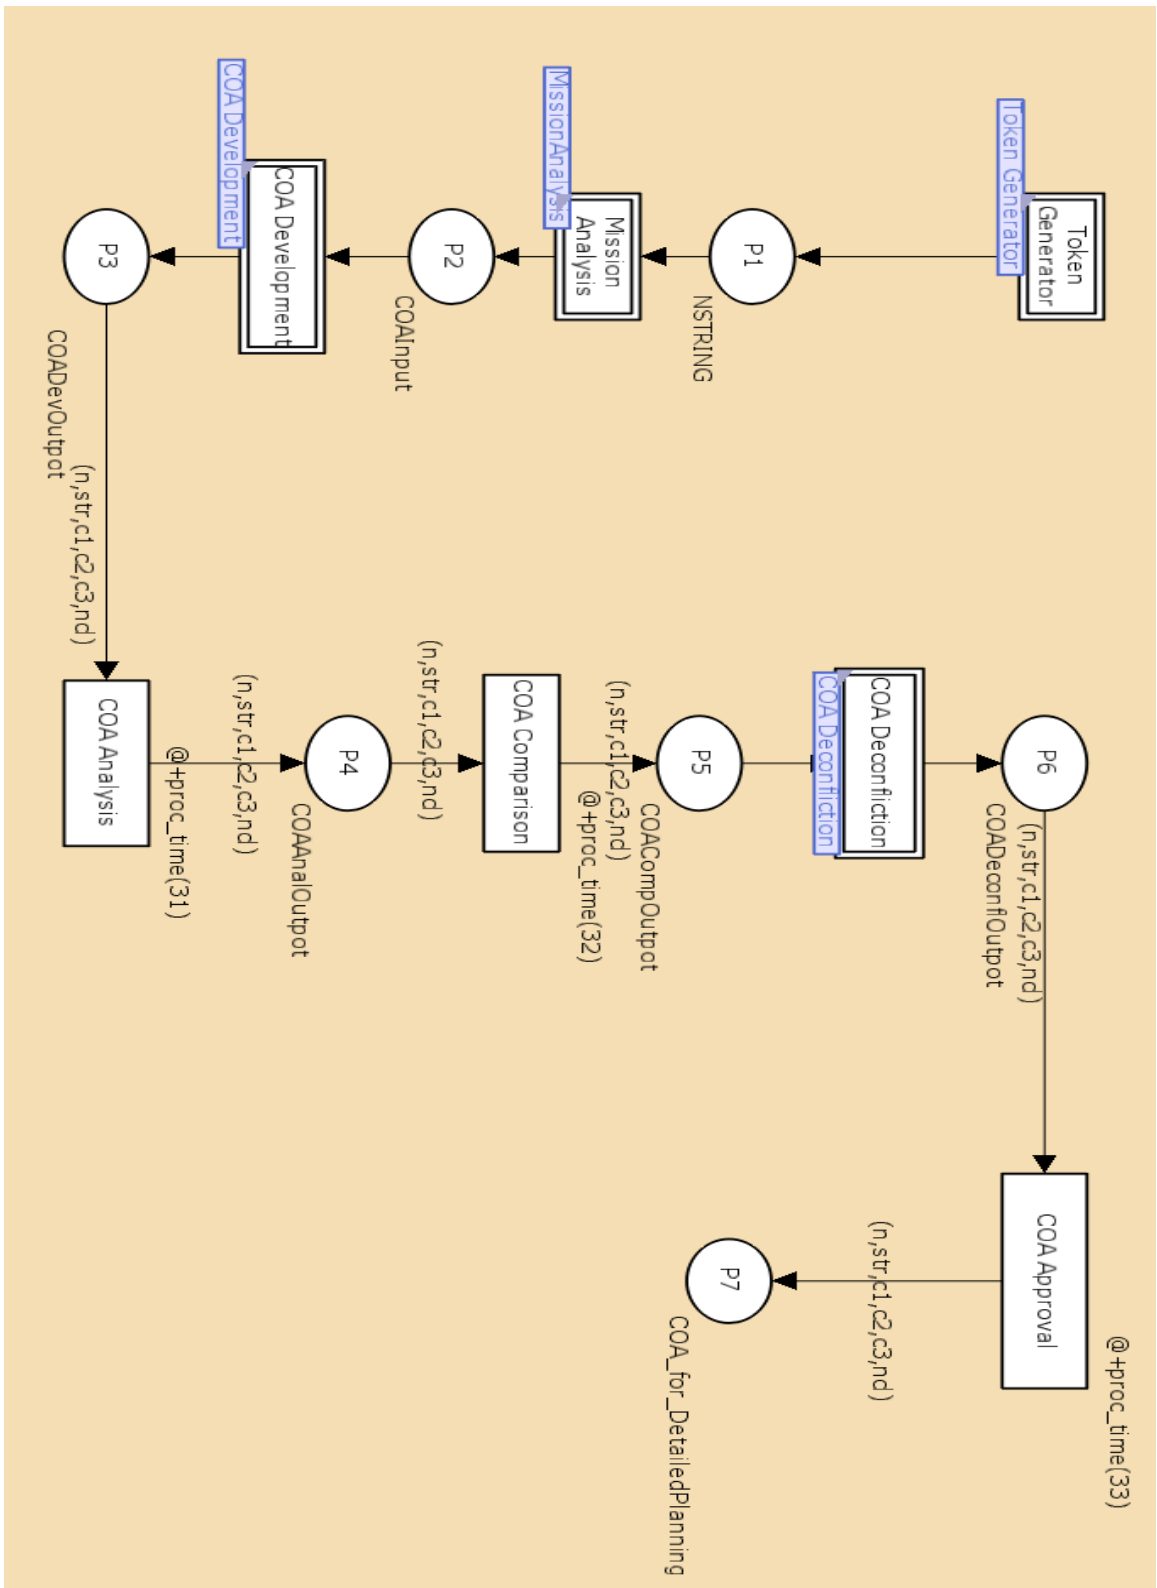 Token
Generator
Token Generator
P1
NSTRING
Mission
Analysis
MissionAnalysis
P2
COAInput
COA Development
COA Development
P3
COADevOutpot
(n,str,c1,c2,c3,nd)
COA Analysis
@+proc_time(31)
(n,str,c1,c2,c3,nd)
P4
COAAnalOutpot
(n,str,c1,c2,c3,nd)
COA Comparison
(n,str,c1,c2,c3,nd)
@+proc_time(32)
P5
COACompOutpot
COA Deconfliction
COA Deconfliction
P6
COADeconflOutpot
(n,str,c1,c2,c3,nd)
COA Approval
@+proc_time(33)
(n,str,c1,c2,c3,nd)
P7
COA_for_DetailedPlanning